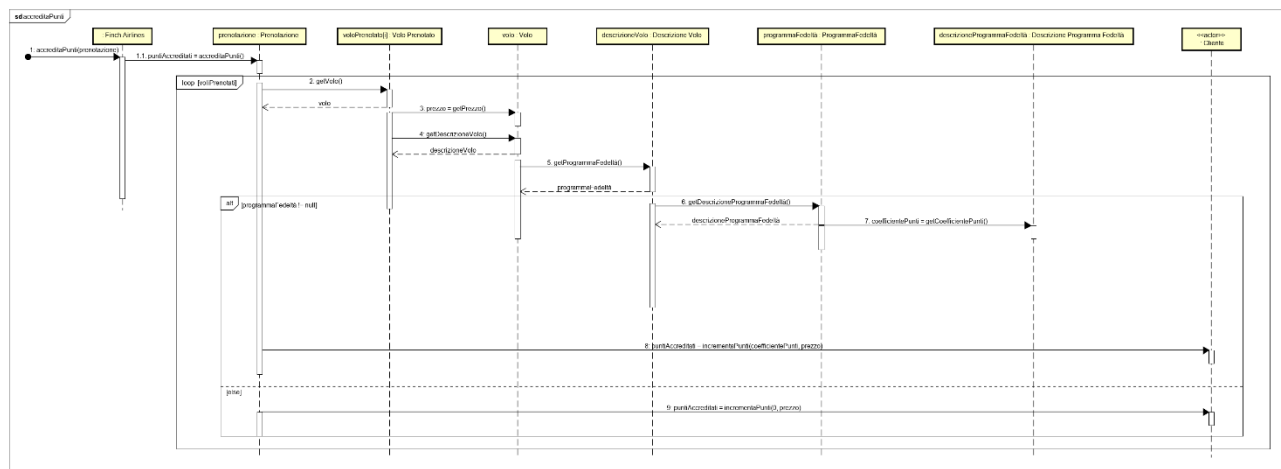 sd accreditaPunti
: Finch Airlines
prenotazione : Prenotazione
voloPrenotato[i] : Volo Prenotato
volo : Volo
descrizioneVolo : Descrizione Volo
programmaFedeltà : ProgrammaFedeltà
descrizioneProgrammaFedeltà : Descrizione Programma Fedeltà
<<actor>>
: Cliente
1: accreditaPunti(prenotazione)
1.1: puntiAccreditati = accreditaPunti()
loop [voliPrenotati]
2: getVolo()
volo
3: prezzo = getPrezzo()
4: getDescrizioneVolo()
descrizioneVolo
5: getProgrammaFedeltà()
programmaFedeltà
alt [programmaFedeltà != null]
6: getDescrizioneProgrammaFedeltà()
descrizioneProgrammaFedeltà
7: coefficientePunti = getCoefficientePunti()
8: puntiAccreditati = incrementaPunti(coefficientePunti, prezzo)
[else]
9: puntiAccreditati = incrementaPunti(0, prezzo)